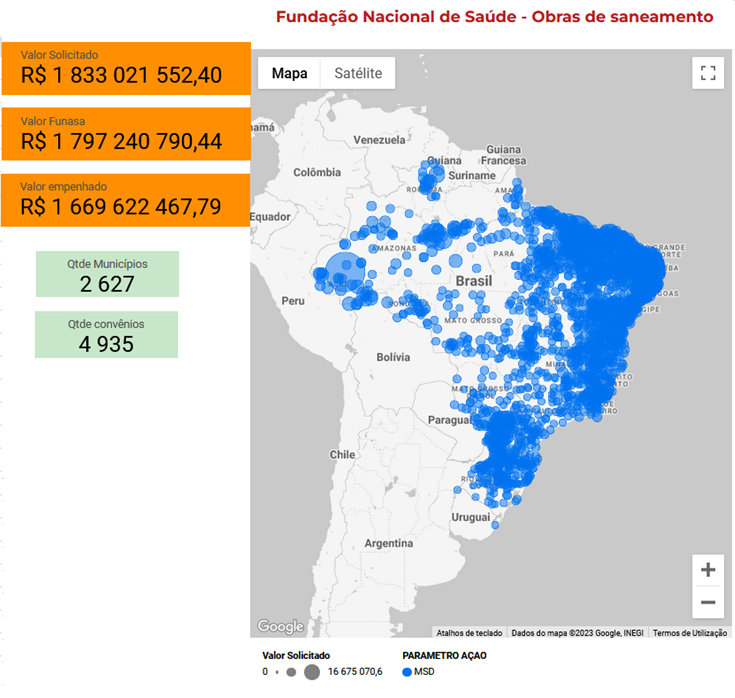 Fundação Nacional de Saúde - Obras de saneamento
Valor Solicitado
R$ 1 833 021 552,40
Valor Funasa
R$ 1 797 240 790,44
Valor empenhado
R$ 1 669 622 467,79
Qtde Municípios
2 627
Qtde convênios
4 935
Mapa Satélite
Venezuela
Guiana
Guiana
Francesa
Suriname
Colômbia
Equador
AMAZONAS
PARÁ
GRANDE
Brasil
Peru
MATO GROSSO
Bolívia
MATO GROSSO
Paraguai
Chile
Uruguai
Argentina
Google
Atalhos de teclado Dados do mapa ©2023 Google, INEGI Termos de Utilização
Valor Solicitado PARAMETRO AÇAO
0 16 675 070,6 MSD